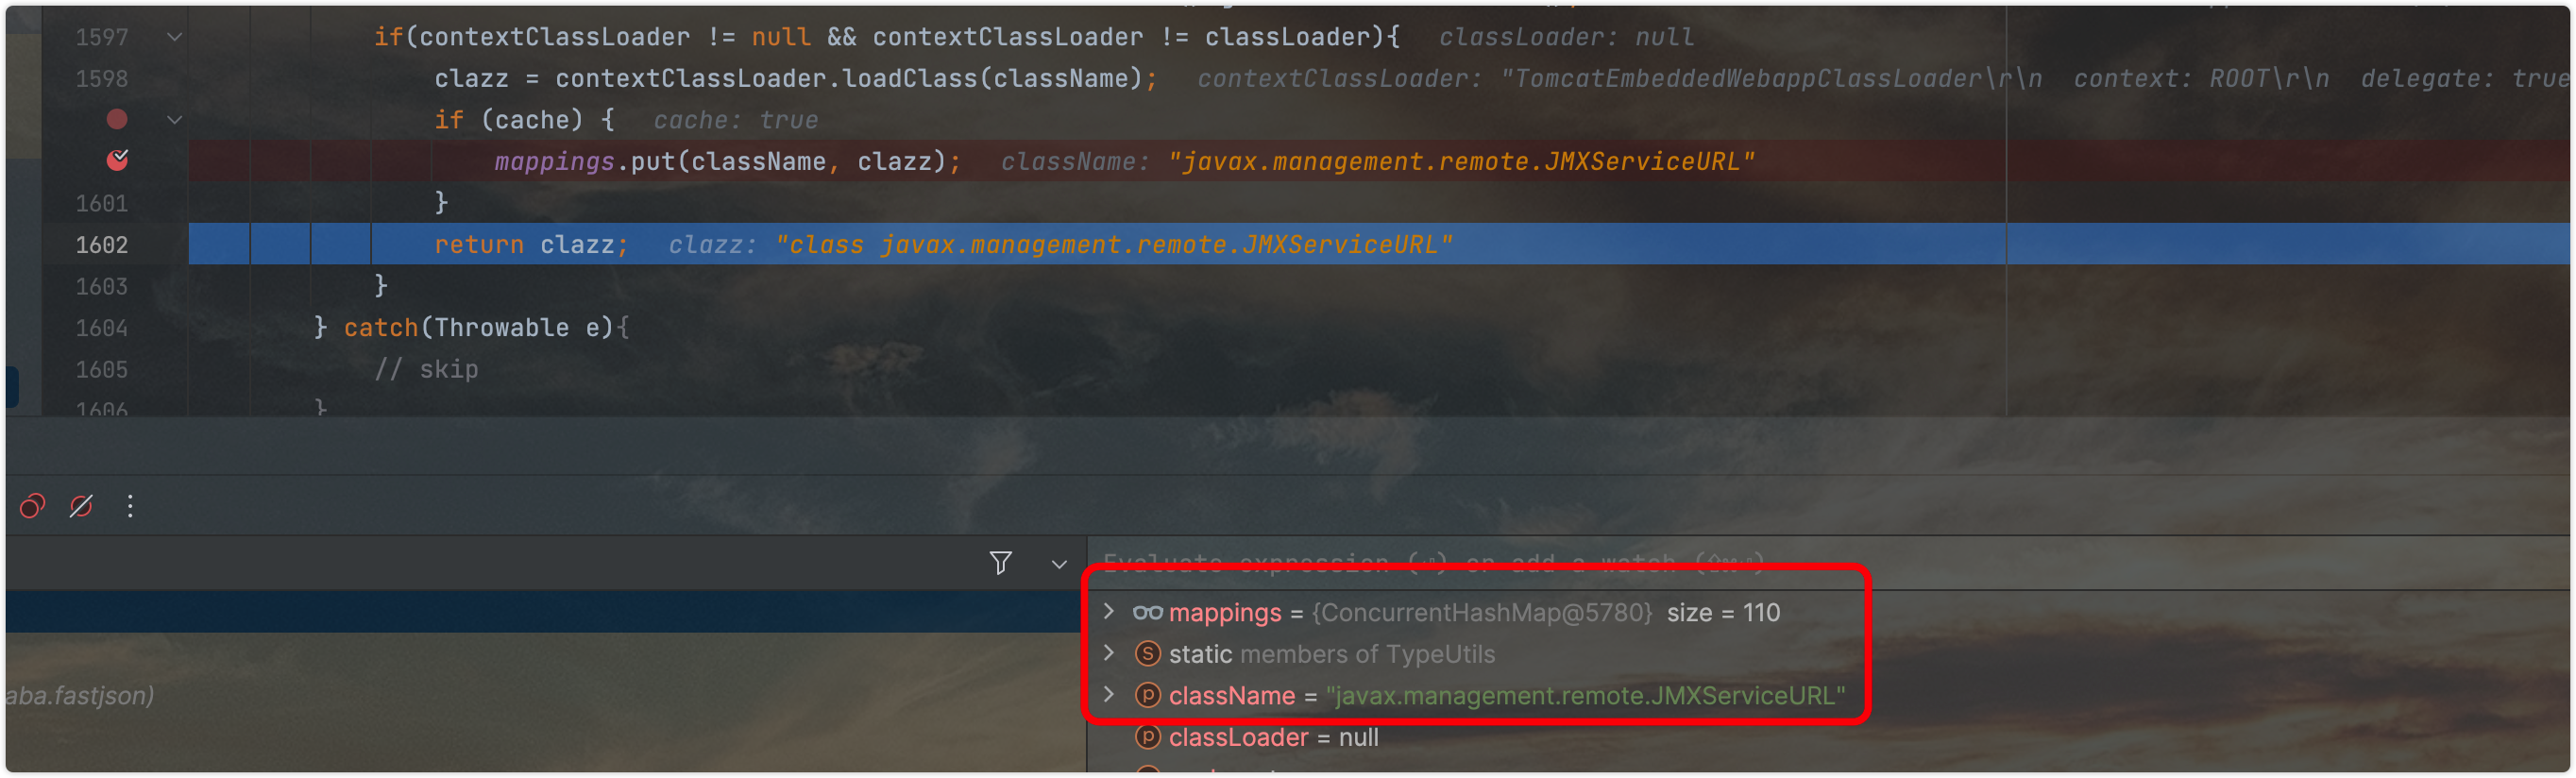 1597 if(contextClassLoader != null && contextClassLoader != classLoader){ classLoader: null
1598 clazz = contextClassLoader.loadClass(className); contextClassLoader: "TomcatEmbeddedWebappClassLoader\r\n context: ROOT\r\n delegate: true
if (cache) { cache: true
mappings.put(className, clazz); className: "javax.management.remote.JMXServiceURL"
1601 }
1602 return clazz; clazz: "class javax.management.remote.JMXServiceURL"
1603 }
1604 } catch(Throwable e){
1605 // skip
1606 }
Evaluate expression (⏎) or add a watch (⇧⌘⏎)
mappings = {ConcurrentHashMap@5780} size = 110
static members of TypeUtils
aba.fastjson)
className = "javax.management.remote.JMXServiceURL"
classLoader = null